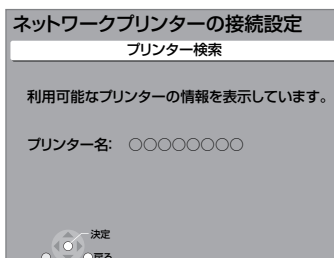 ネットワークプリンターの接続設定
プリンター検索
利用可能なプリンターの情報を表示しています。
プリンター名: ○○○○○○○○
決定
戻る